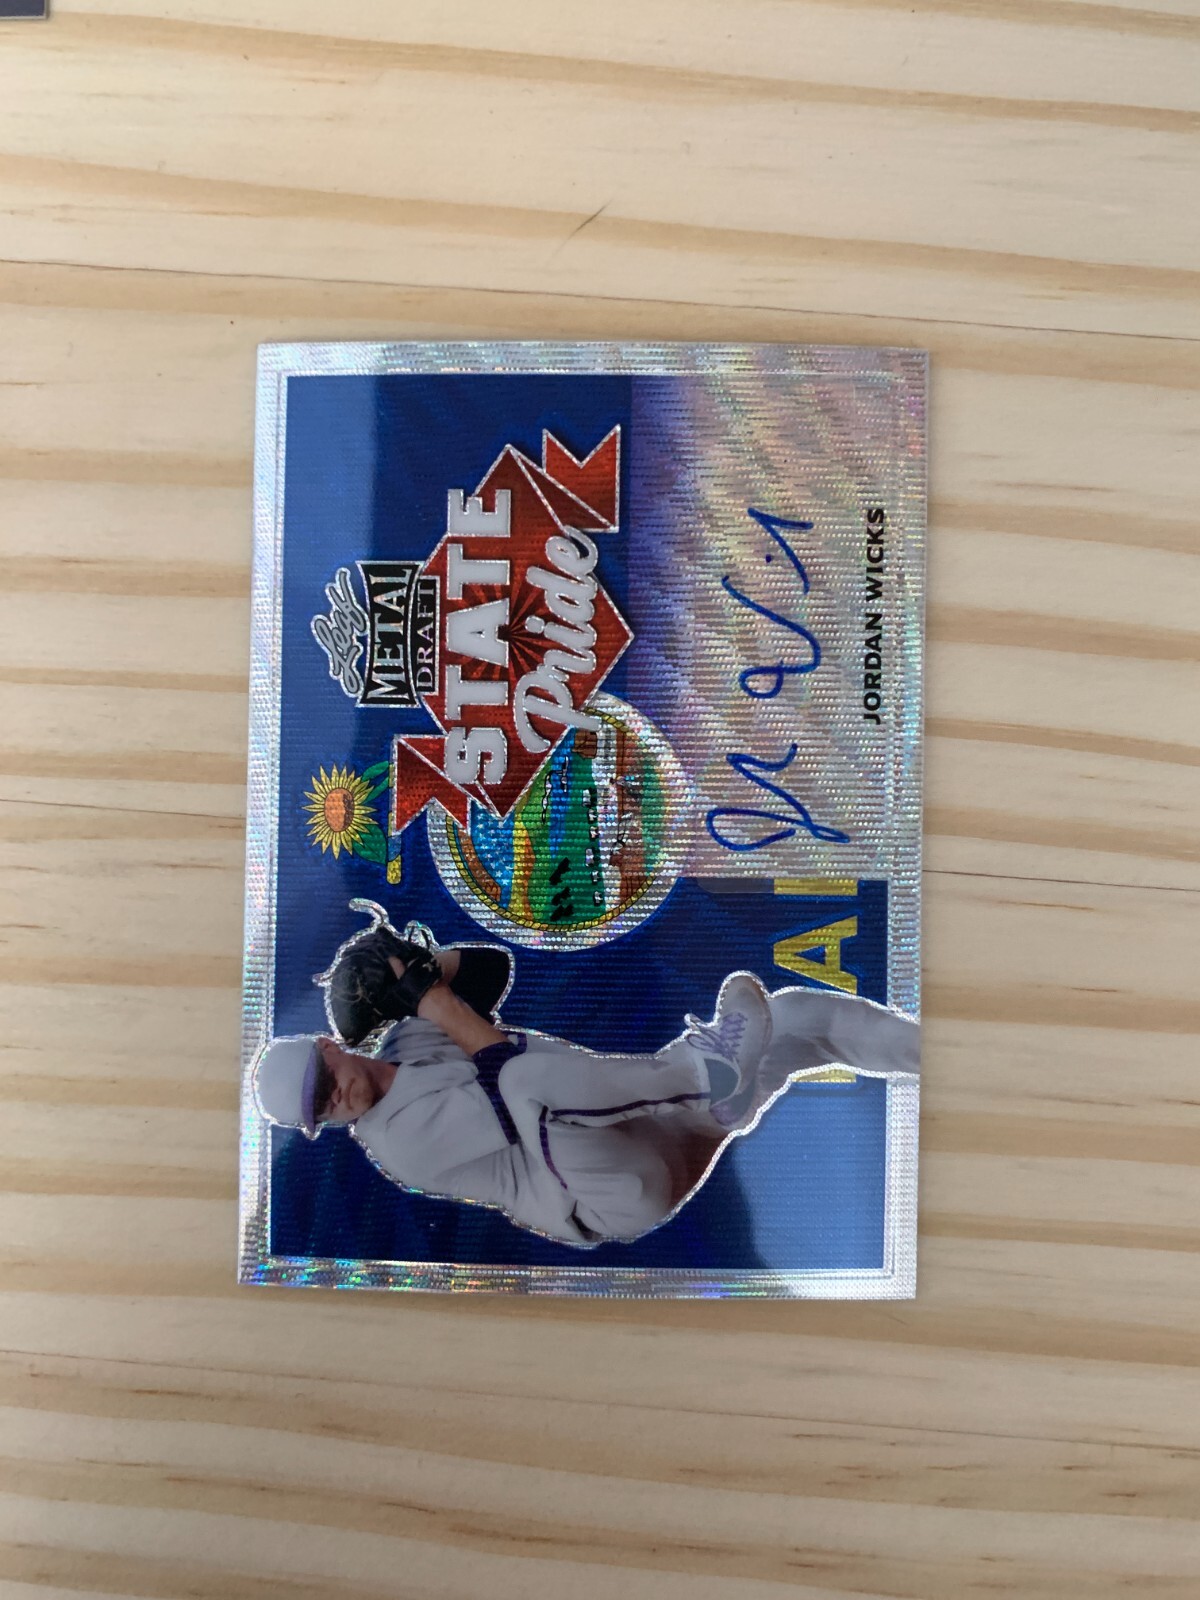 Leaf
METAL
DRAFT
STATE
Pride
JORDAN WICKS